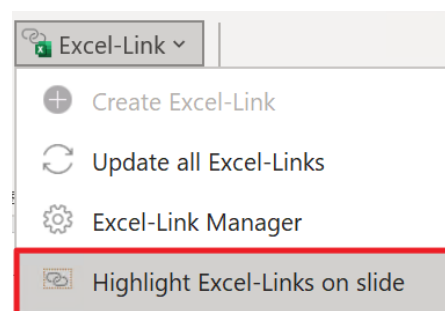 Excel-Link
Create Excel-Link
Update all Excel-Links
Excel-Link Manager
Highlight Excel-Links on slide